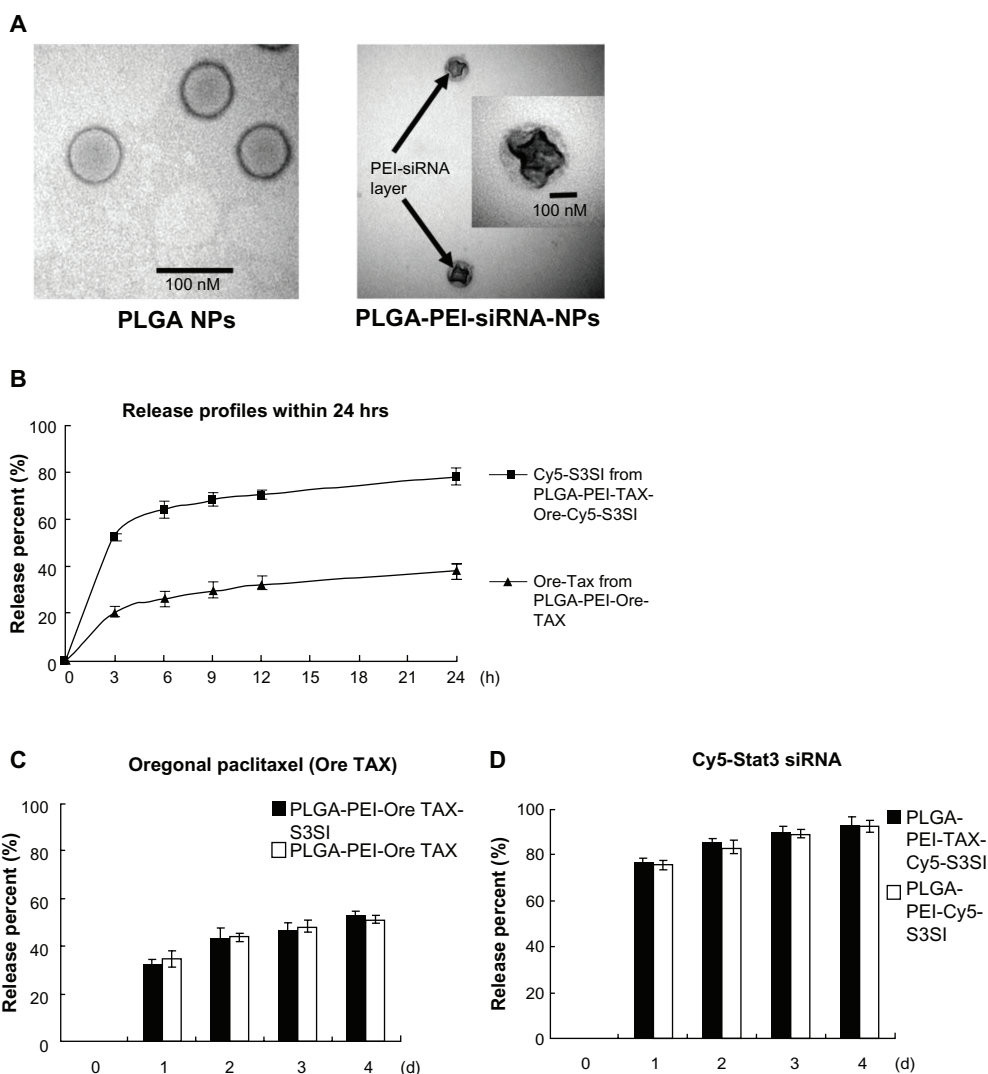 A
PEI-siRNA
layer
100 nM
100 nM
PLGA NPs
PLGA-PEI-siRNA-NPs
B
Release profiles within 24 hrs
Release percent (%)
100
80
60
40
20
0
0 3 6 9 12 15 18 21 24 (h)
Cy5-S3SI from
PLGA-PEI-TAX-
Ore-Cy5-S3SI
Ore-Tax from
PLGA-PEI-Ore-
TAX
C
Oregonal paclitaxel (Ore TAX)
Release percent (%)
100
80
60
40
20
0
0 1 2 3 4 (d)
PLGA-PEI-Ore TAX-
S3SI
PLGA-PEI-Ore TAX
D
Cy5-Stat3 siRNA
Release percent (%)
100
80
60
40
20
0
0 1 2 3 4 (d)
PLGA-
PEI-TAX-
Cy5-S3SI
PLGA-
PEI-Cy5-
S3SI